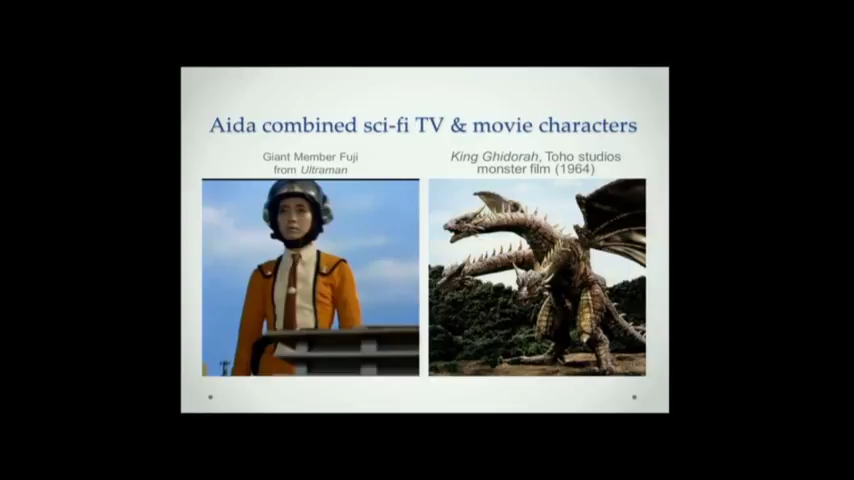 Aida combined sci-fi TV & movie characters
Giant Member Fuji
from Ultraman
King Ghidorah, Toho studios
monster film (1964)